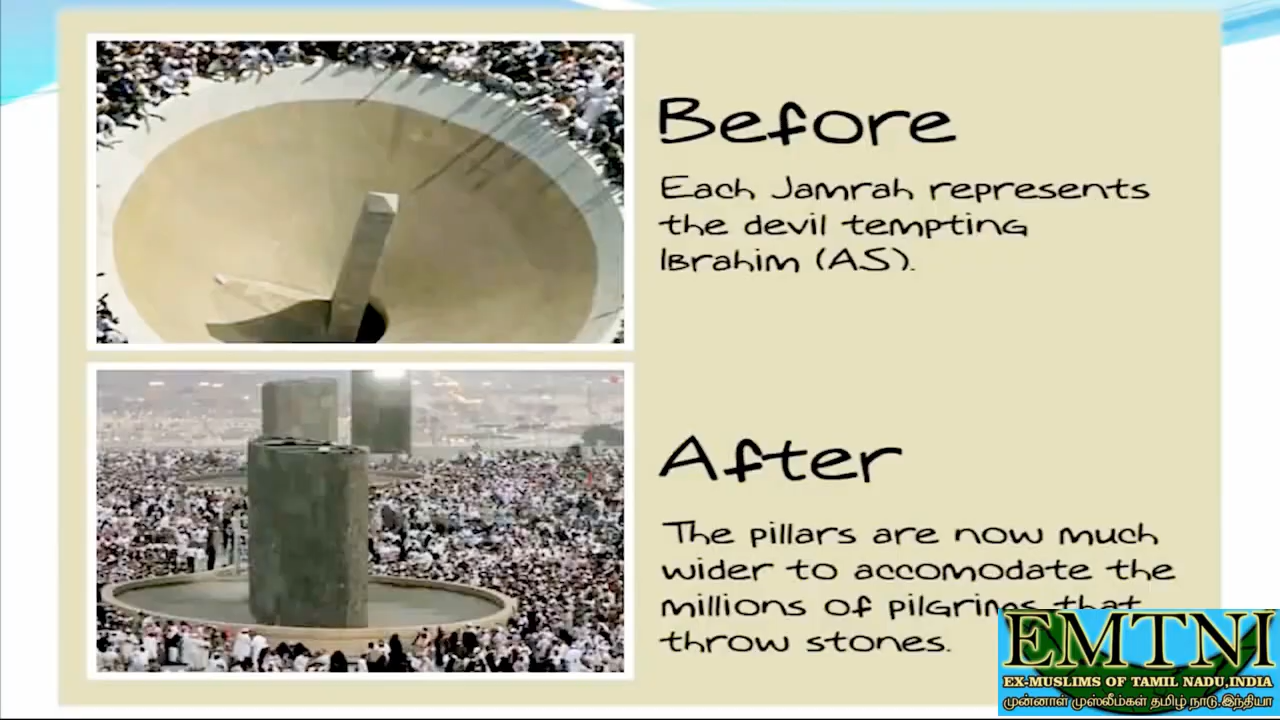 Before
Each Jamrah represents
the devil tempting
Ibrahim (AS).
After
The pillars are now much
wider to accomodate the
millions of pilgrims that
throw stones.
EMTNI
EX-MUSLIMS OF TAMIL NADU,INDIA
முன்னாள் முஸ்லீம்கள் தமிழ் நாடு.இந்தியா